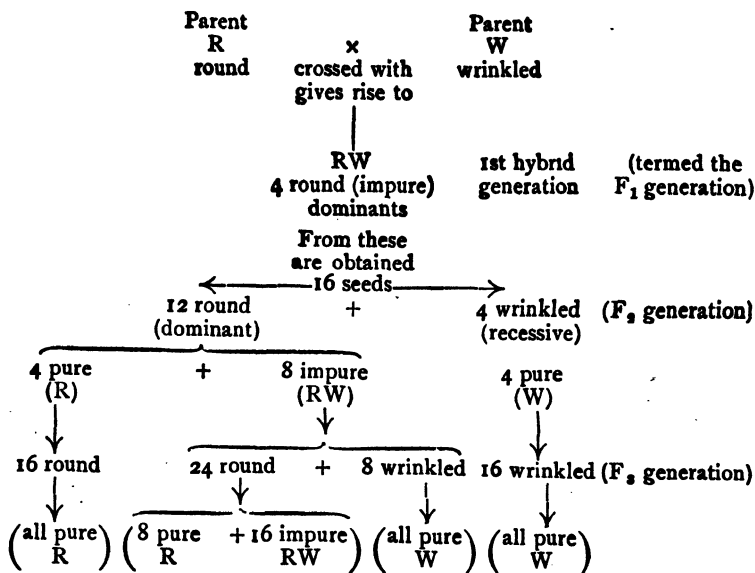 Parent Parent
R × W
round crossed with wrinkled
gives rise to
RW 1st hybrid (termed the
4 round (impure) generation F₁ generation)
dominants
From these
are obtained
16 seeds
12 round + 4 wrinkled (F₂ generation)
(dominant) (recessive)
4 pure + 8 impure 4 pure
(R) (RW) (W)
16 round 24 round + 8 wrinkled 16 wrinkled (F₃ generation)
(all pure (8 pure + 16 impure) (all pure) (all pure)
R R RW W W